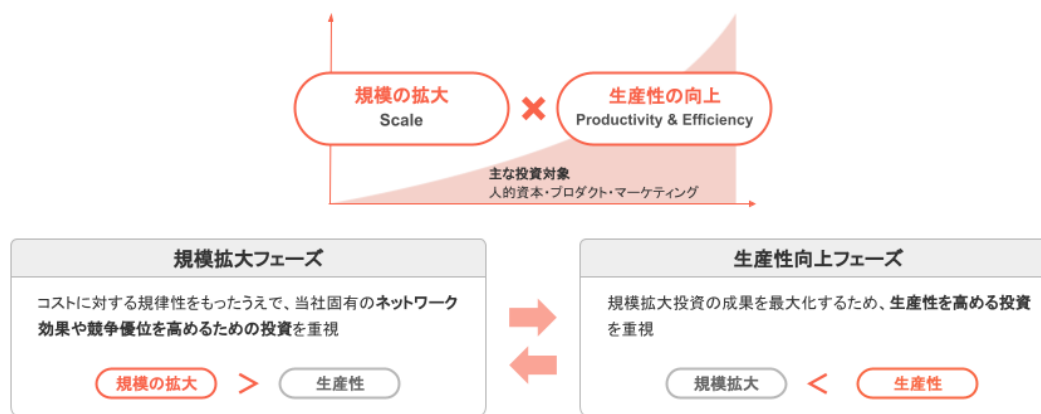 規模の拡大
Scale
×
生産性の向上
Productivity & Efficiency
主な投資対象
人的資本・プロダクト・マーケティング
規模拡大フェーズ
コストに対する規律性をもったうえで、当社固有のネットワーク
効果や競争優位を高めるための投資を重視
規模の拡大 > 生産性
生産性向上フェーズ
規模拡大投資の成果を最大化するため、生産性を高める投資
を重視
規模拡大 < 生産性